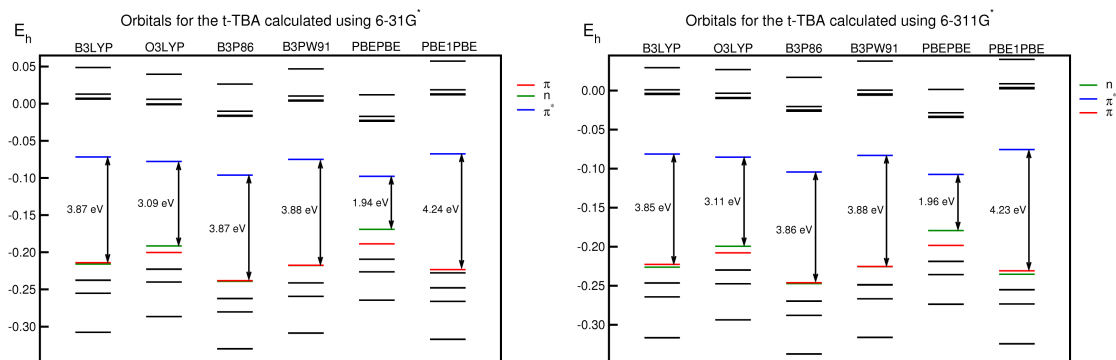 Orbitals for the t-TBA calculated using 6-31G*
E_h
B3LYP O3LYP B3P86 B3PW91 PBEPBE PBE1PBE
0.05
0.00
-0.05
-0.10
-0.15
-0.20
-0.25
-0.30
3.87 eV
3.09 eV
3.87 eV
3.88 eV
1.94 eV
4.24 eV
π
n
π*
Orbitals for the t-TBA calculated using 6-311G*
E_h
B3LYP O3LYP B3P86 B3PW91 PBEPBE PBE1PBE
0.00
-0.05
-0.10
-0.15
-0.20
-0.25
-0.30
3.85 eV
3.11 eV
3.86 eV
3.88 eV
1.96 eV
4.23 eV
n
π*
π